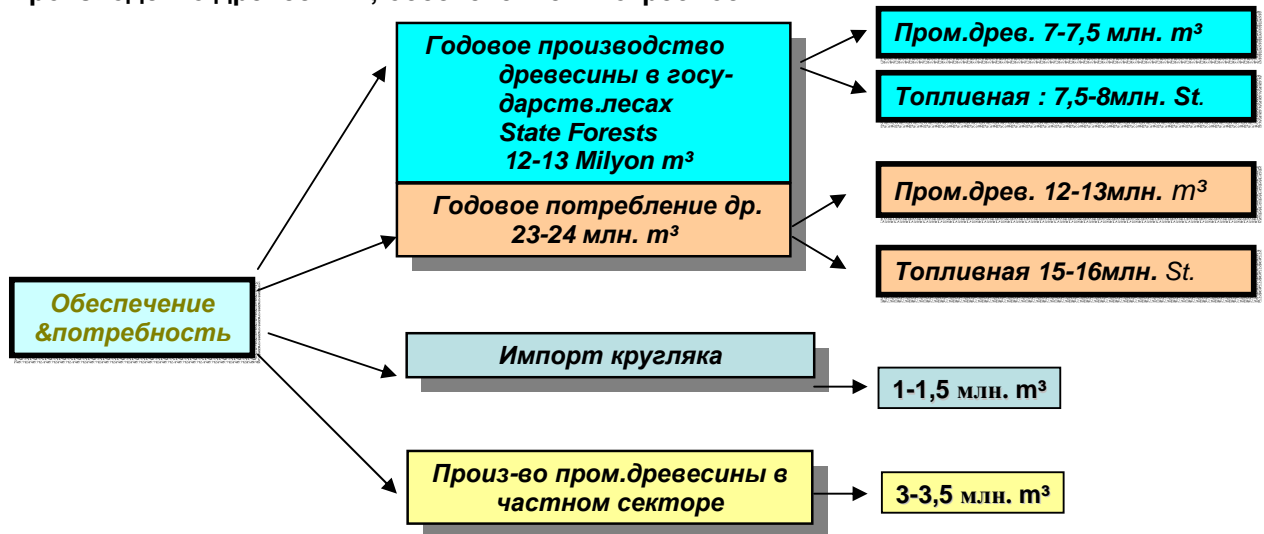 Годовое производство
древесины в госу-
дарств.лесах
State Forests
12-13 Milyon m³
Годовое потребление др.
23-24 млн. m³
Пром.древ. 7-7,5 млн. m³
Топливная : 7,5-8млн. St.
Пром.древ. 12-13млн. m³
Топливная 15-16млн. St.
Обеспечение
&потребность
Импорт кругляка
1-1,5 млн. m³
Произ-во пром.древесины в
частном секторе
3-3,5 млн. m³